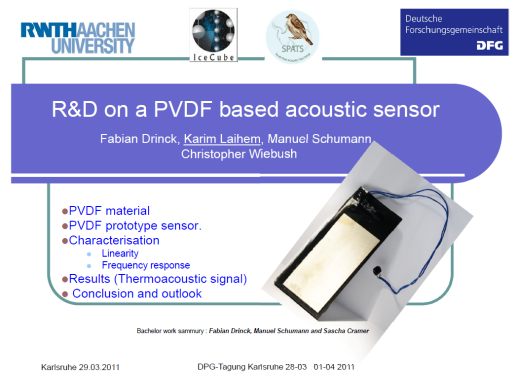 RWTHAACHEN
UNIVERSITY
IceCube
SPATS
Deutsche
Forschungsgemeinschaft
DFG
R&D on a PVDF based acoustic sensor
Fabian Drinck, Karim Laihem, Manuel Schumann,
Christopher Wiebush
PVDF material
PVDF prototype sensor.
Characterisation
Linearity
Frequency response
Results (Thermoacoustic signal)
Conclusion and outlook
Bachelor work sammury : Fabian Drinck, Manuel Schumann and Sascha Cramer
Karlsruhe 29.03.2011
DPG-Tagung Karlsruhe 28-03 01-04 2011